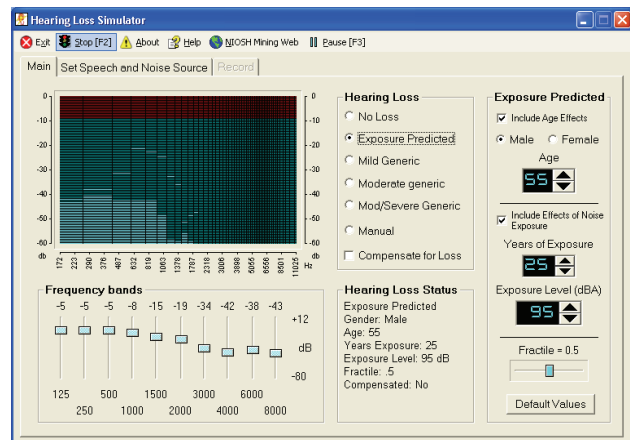 Hearing Loss Simulator
Exit Stop [F2] About Help NIOSH Mining Web Pause [F3]
Main Set Speech and Noise Source Record
0 0
-10 -10
-20 -20
-30 -30
-40 -40
-50 -50
-60 -60
db 172 223 290 376 487 632 819 1063 1378 1787 2318 3006 3898 5055 6556 8501 11025 db Hz
Hearing Loss
No Loss
Exposure Predicted
Mild Generic
Moderate generic
Mod/Severe Generic
Manual
Compensate for Loss
Exposure Predicted
Include Age Effects
Male Female
Age
55
Include Effects of Noise
Exposure
Years of Exposure
25
Exposure Level (dBA)
95
Fractile = 0.5
Default Values
Frequency bands
-5 -5 -5 -8 -15 -19 -34 -42 -38 -43
+12
dB
-80
125 500 1500 3000 6000
250 1000 2000 4000 8000
Hearing Loss Status
Exposure Predicted
Gender: Male
Age: 55
Years Exposure: 25
Exposure Level: 95 dB
Fractile: .5
Compensated: No